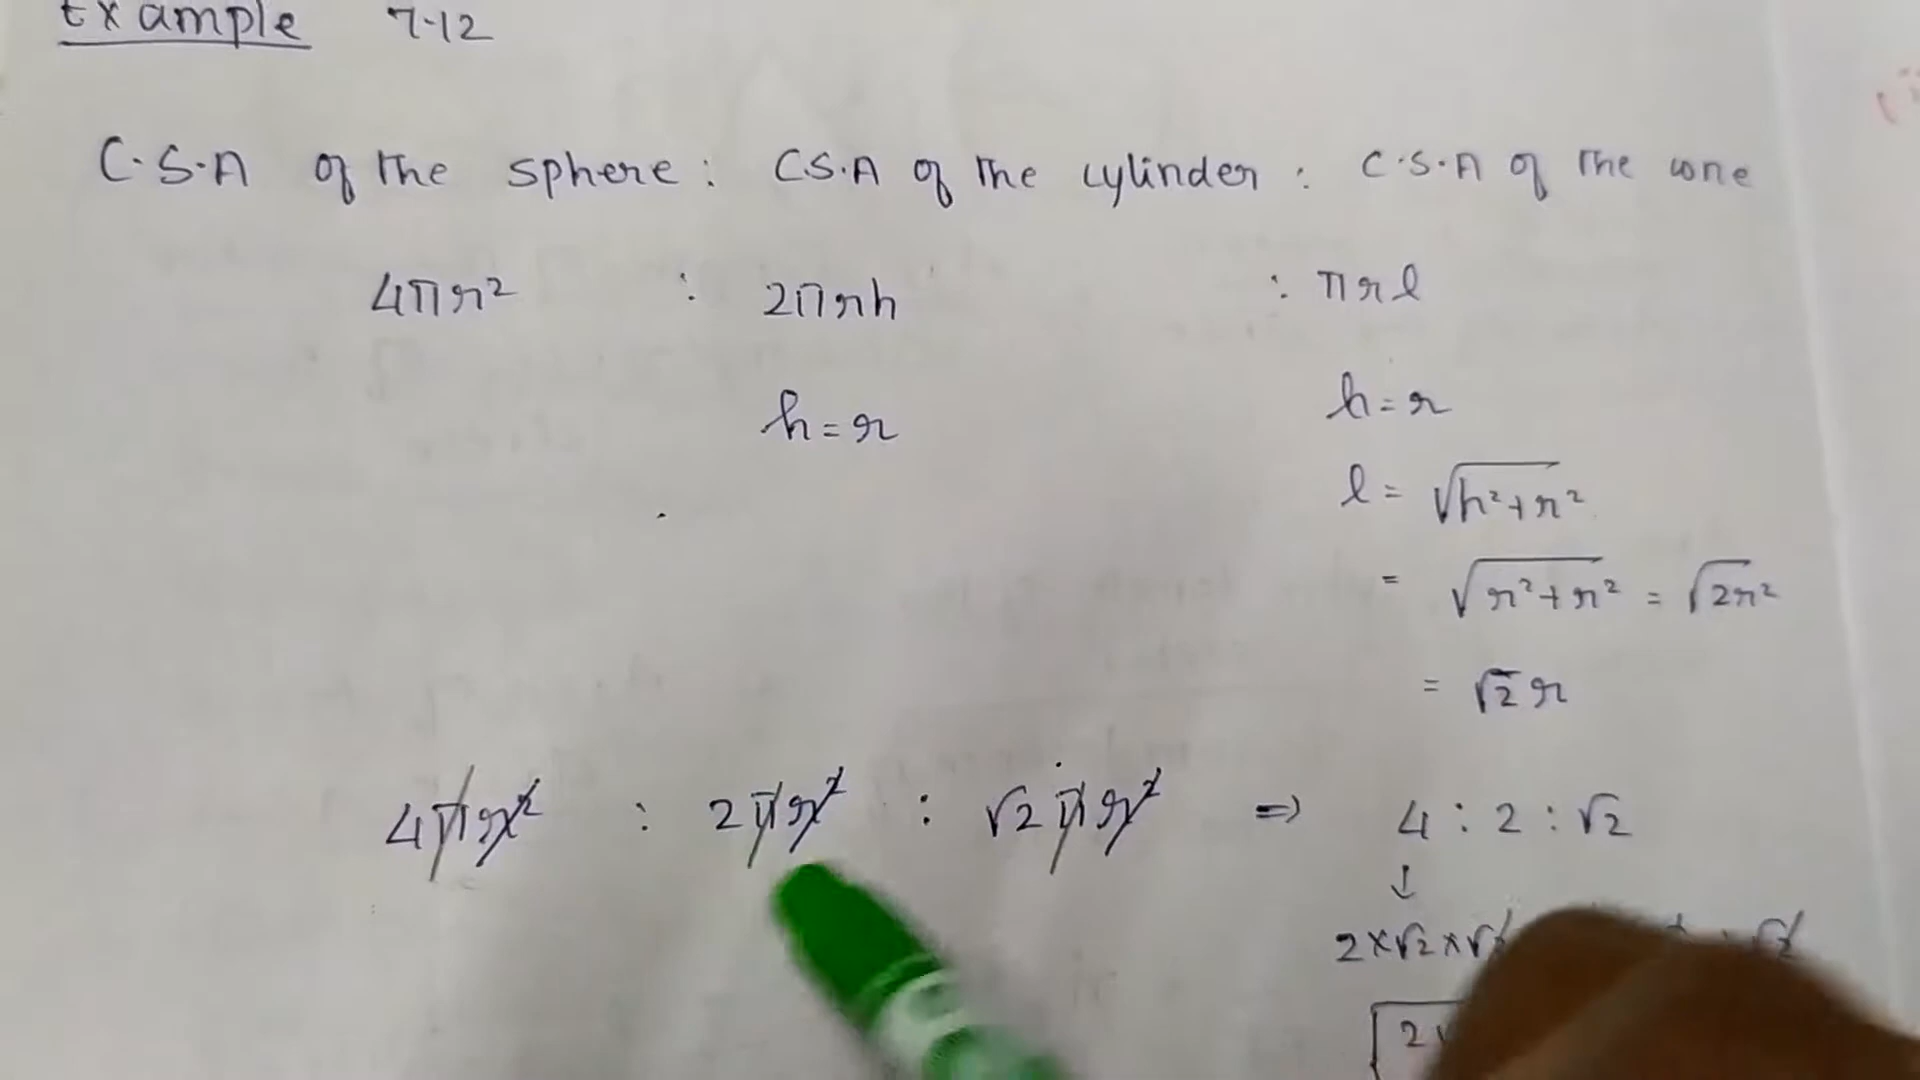 Example 7.12
C.S.A of the sphere : C.S.A of the cylinder : C.S.A of the cone
4πr² : 2πrh : πrl
h = r h = r
l = √h²+r²
= √r²+r² = √2r²
= √2 r
4πr² : 2πr² : √2πr² ⇒ 4 : 2 : √2
↓
2×√2×√2
2